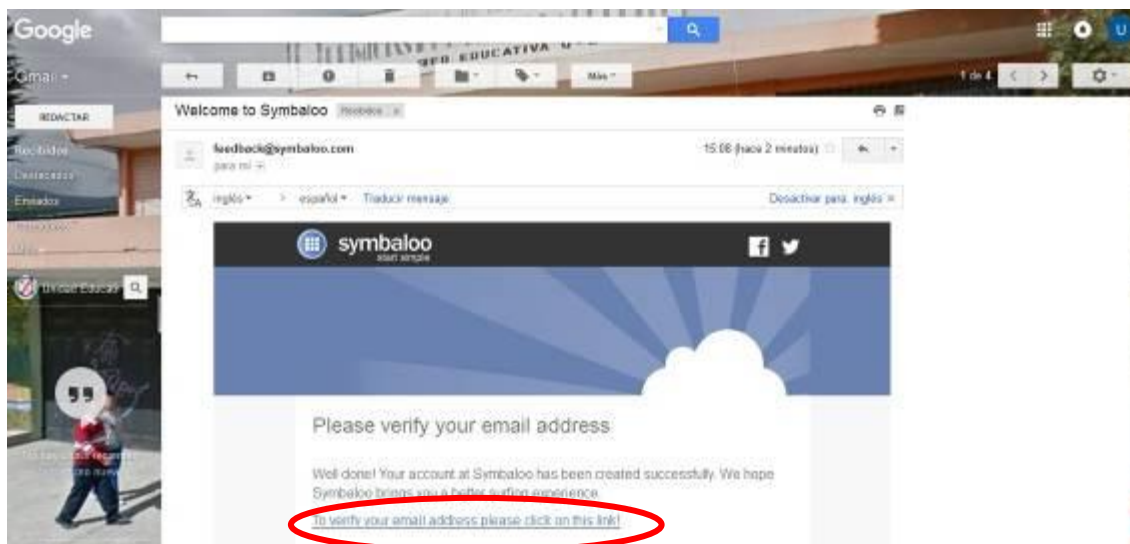 Google
EDUCATIVA
Gmail
Más
1 de 4
REDACTAR
Welcome to Symbaloo Recibidos x
Recibidos
Destacados
Enviados
feedback@symbaloo.com
15:08 (hace 2 minutos)
para mí
inglés > español Traducir mensaje
Desactivar para: inglés x
symbaloo
start simple
Unidad Educati
U
Please verify your email address
Well done! Your account at Symbaloo has been created successfully. We hope
Symbaloo brings you a better surfing experience
To verify your email address please click on this link!